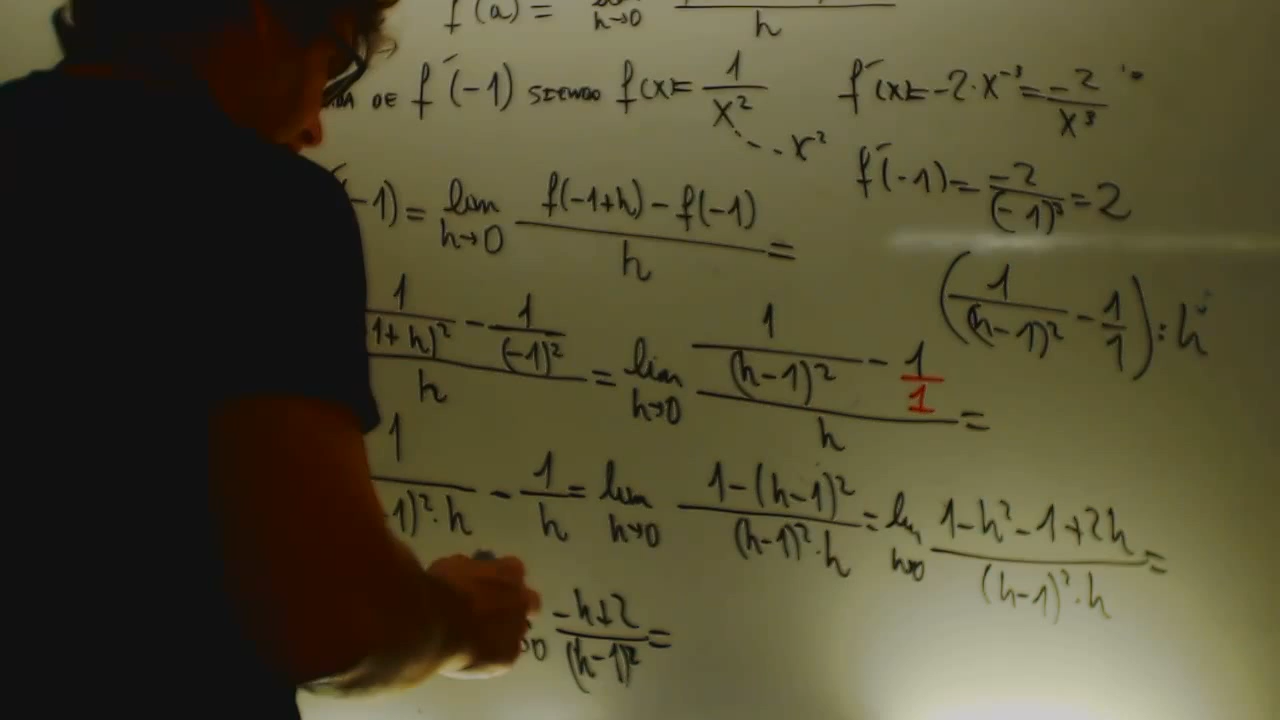 f'(a) = lim h→0 / h
DA DE f'(-1) SIENDO f(x)= 1/x² f'(x)=-2·x⁻³= -2/x³
x²
f'(-1)= -2/(-1)³ =2
-1)= lim h→0 (f(-1+h)-f(-1))/h =
(1/(h-1)² - 1/1):h
(1/(1+h)² - 1/(-1)²)/h = lim h→0 (1/(h-1)² - 1/1)/h =
1/(-1)²·h - 1/h = lim h→0 (1-(h-1)²)/((h-1)²·h) = lim h→0 (1-h²-1+2h)/((h-1)²·h) =
→0 (-h+2)/(h-1)² =